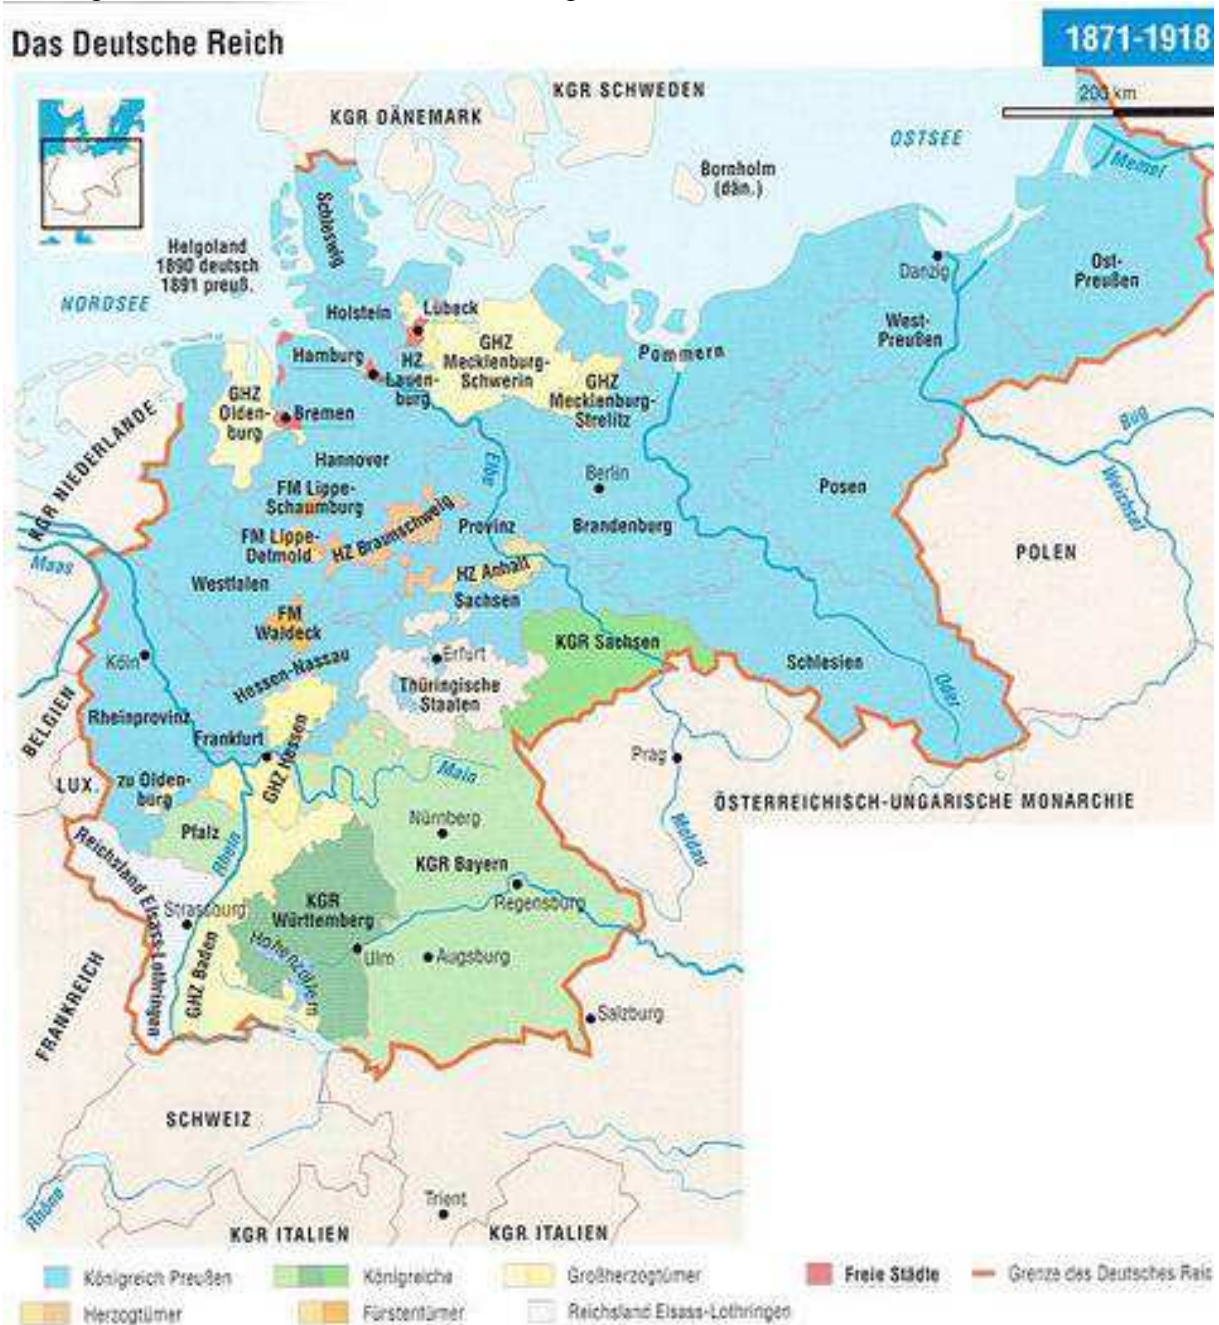 Das Deutsche Reich
1871-1918
KGR SCHWEDEN
KGR DÄNEMARK
200 km
OSTSEE
Bornholm
(dän.)
Memel
Schleswig
Helgoland
1890 deutsch
1891 preuß.
NORDSEE
Danzig
Ost-
Preußen
Holstein
Lübeck
West-
Preußen
Hamburg
HZ
Lauen-
burg
GHZ
Mecklenburg-
Schwerin
Pommern
GHZ
Mecklenburg-
Strelitz
GHZ
Olden-
burg
Bremen
KGR NIEDERLANDE
Bug
Hannover
Elbe
Berlin
Posen
Weichsel
FM Lippe-
Schaumburg
HZ Braunschweig
Provinz
Brandenburg
FM Lippe-
Detmold
POLEN
Maas
Westfalen
HZ Anhalt
Sachsen
FM
Waldeck
KGR Sachsen
Köln
Hessen-Nassau
Erfurt
Schlesien
Thüringische
Staaten
Oder
BELGIEN
Rheinprovinz
Frankfurt
GHZ Hessen
Main
Prag
LUX.
zu Olden-
burg
ÖSTERREICHISCH-UNGARISCHE MONARCHIE
Pfalz
Rhein
Nürnberg
Moldau
Reichsland Elsass-Lothringen
KGR Bayern
KGR
Württemberg
Regensburg
Strassburg
Hohenzollern
Ulm
Augsburg
GHZ Baden
FRANKREICH
Salzburg
SCHWEIZ
Rhône
Trient
KGR ITALIEN
KGR ITALIEN
Königreich Preußen
Königreiche
Großherzogtümer
Freie Städte
Grenze des Deutsches Reic
Herzogtümer
Fürstentümer
Reichsland Elsass-Lothringen